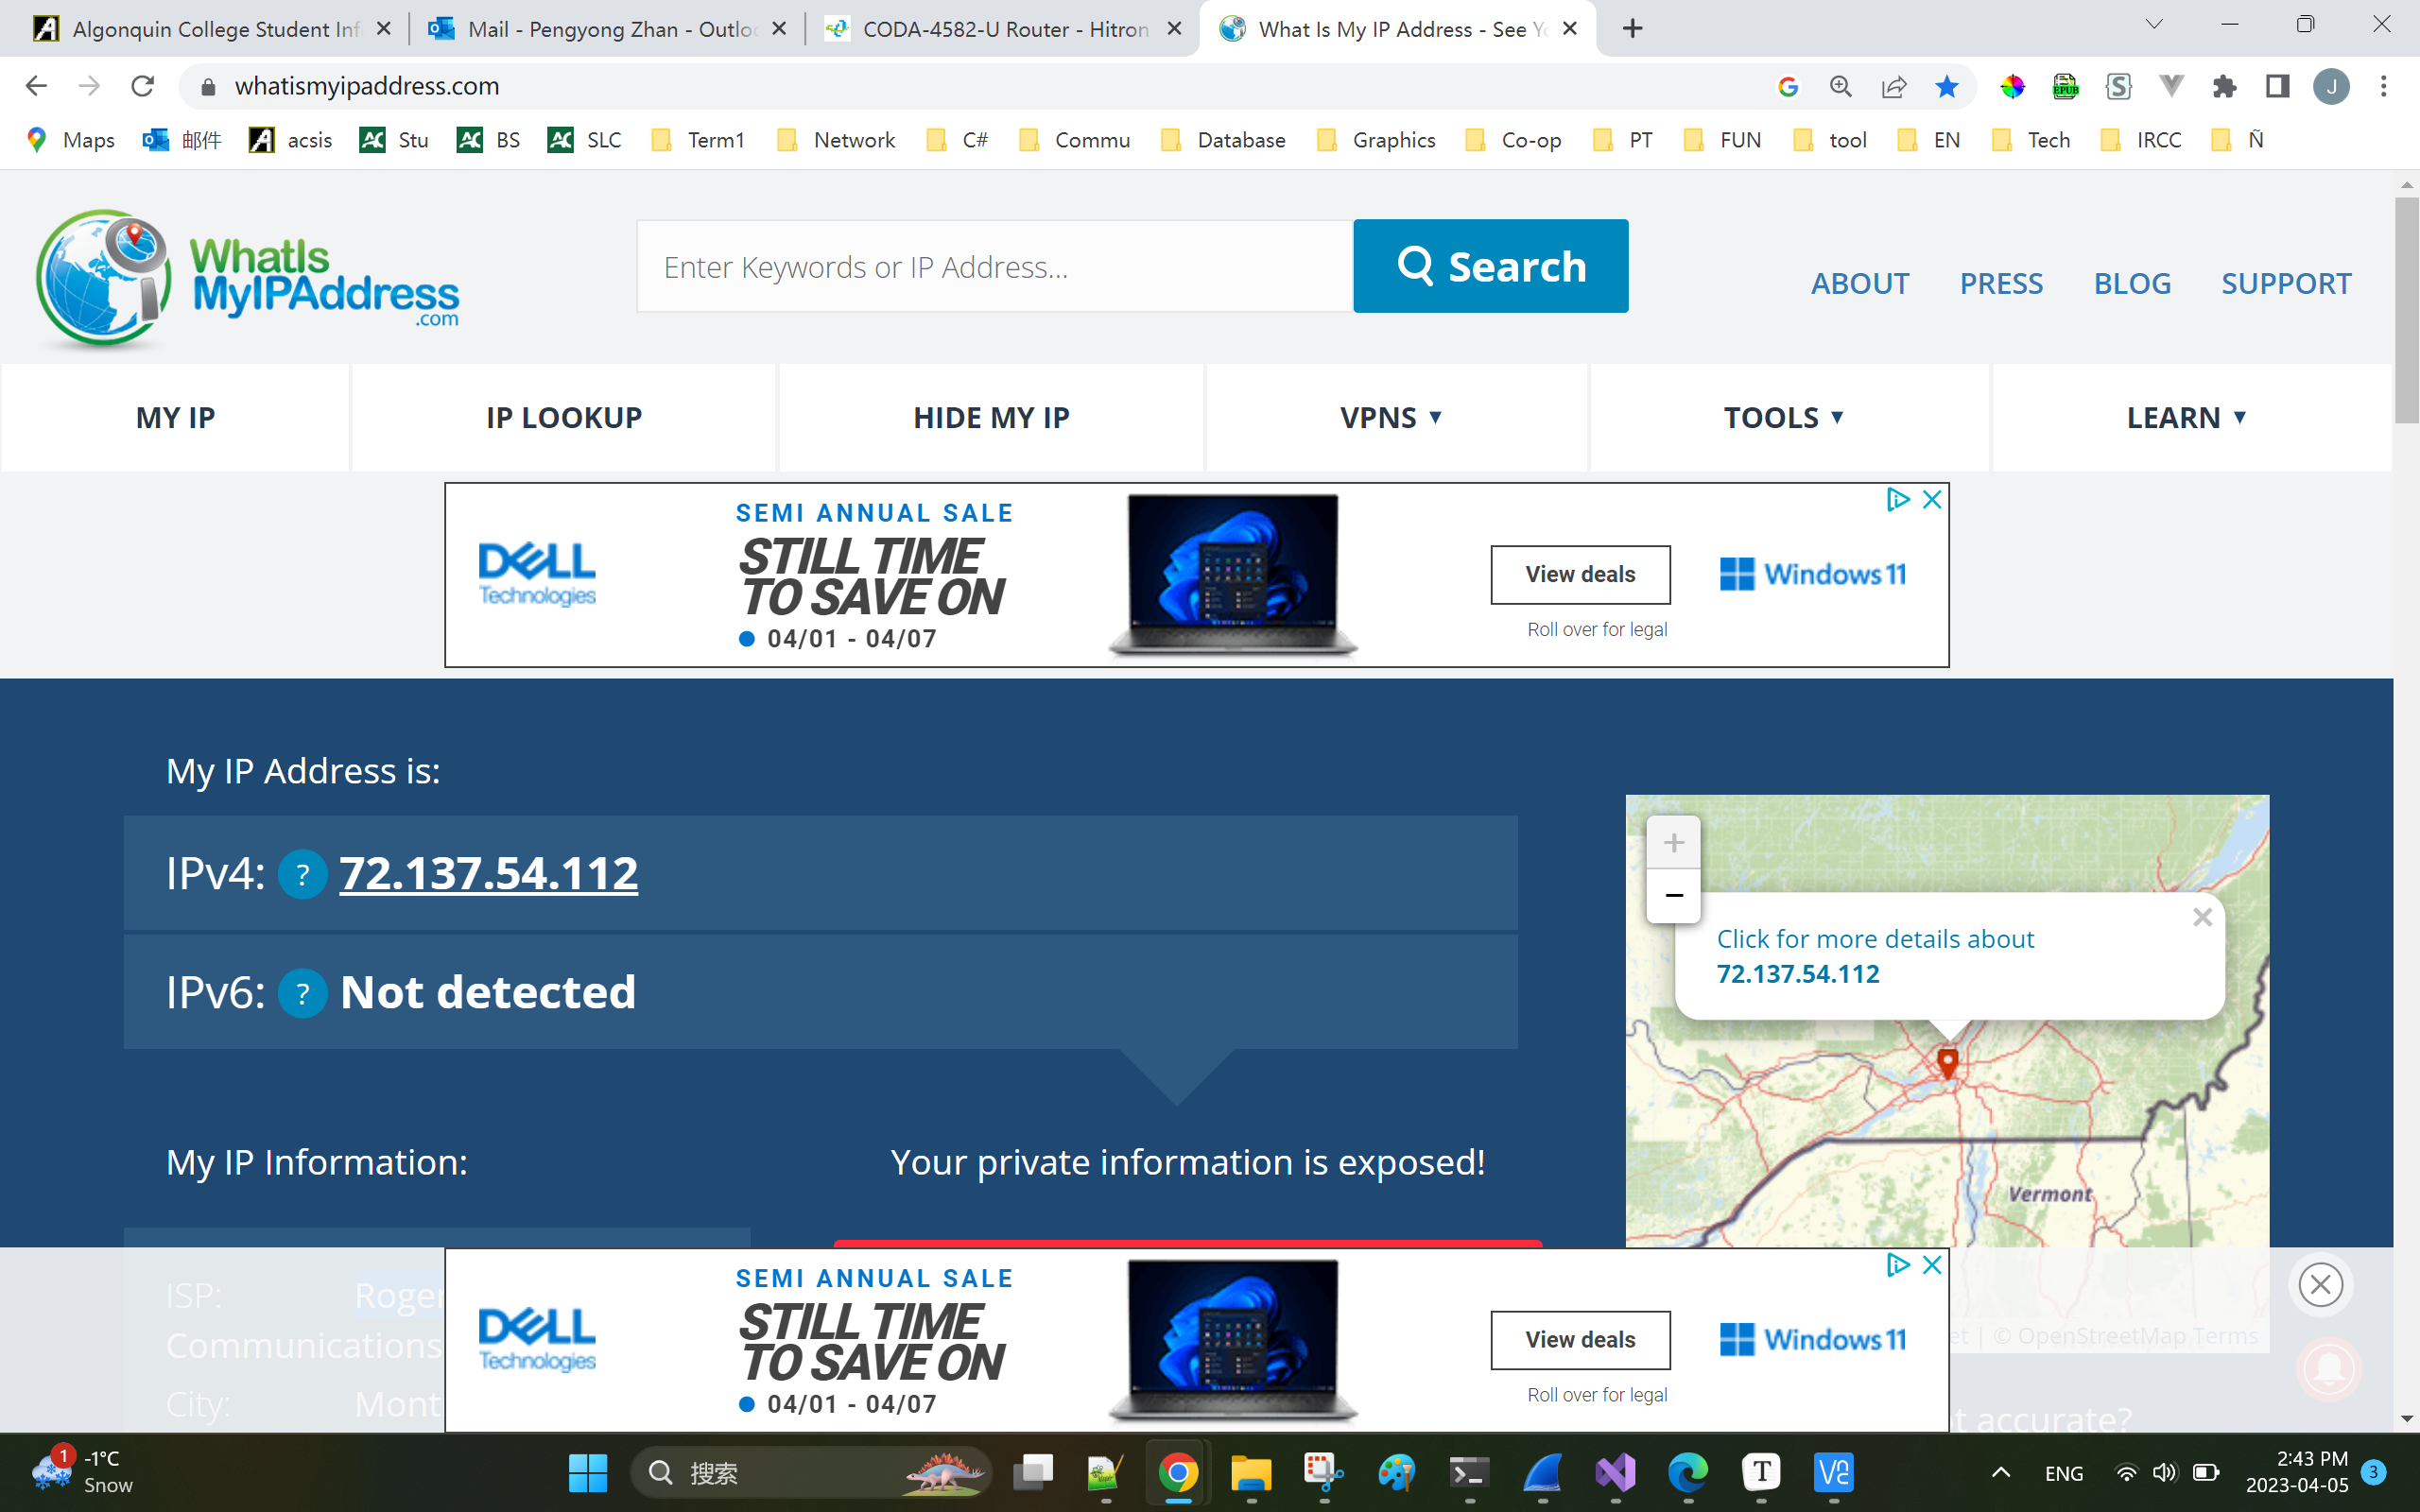 Algonquin College Student Inf
Mail - Pengyong Zhan - Outlo
CODA-4582-U Router - Hitron
What Is My IP Address - See Yo
whatismyipaddress.com
J
Maps
邮件
acsis
Stu
BS
SLC
Term1
Network
C#
Commu
Database
Graphics
Co-op
PT
FUN
tool
EN
Tech
IRCC
Ñ
WhatIs
MyIPAddress
.com
Enter Keywords or IP Address...
Search
ABOUT
PRESS
BLOG
SUPPORT
MY IP
IP LOOKUP
HIDE MY IP
VPNS
TOOLS
LEARN
DELL
Technologies
SEMI ANNUAL SALE
STILL TIME
TO SAVE ON
04/01 - 04/07
View deals
Roll over for legal
Windows 11
My IP Address is:
IPv4: ? 72.137.54.112
IPv6: ? Not detected
+
−
Click for more details about
72.137.54.112
Vermont
My IP Information:
Your private information is exposed!
ISP:
Roger
Communications
City:
Mont
DELL
Technologies
SEMI ANNUAL SALE
STILL TIME
TO SAVE ON
04/01 - 04/07
View deals
Roll over for legal
Windows 11
et | © OpenStreetMap Terms
t accurate?
1
-1°C
Snow
搜索
ENG
2:43 PM
2023-04-05
3